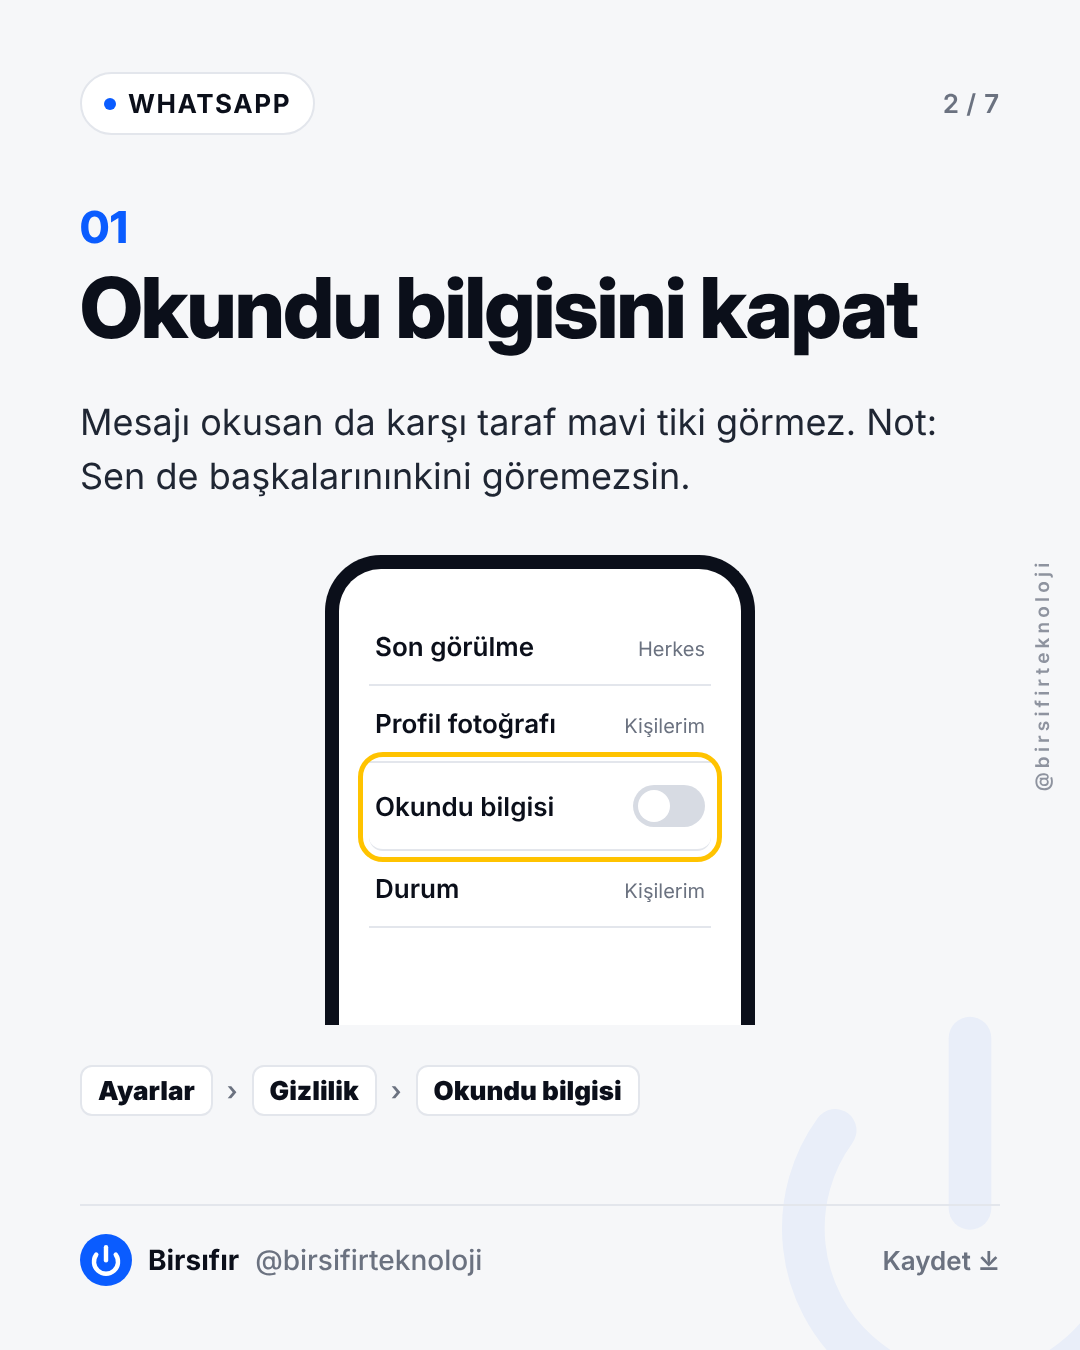 WHATSAPP
2 / 7
01
Okundu bilgisini kapat
Mesajı okusan da karşı taraf mavi tiki görmez. Not:
Sen de başkalarınınkini göremezsin.
Son görülme Herkes
Profil fotoğrafı Kişilerim
Okundu bilgisi
Durum Kişilerim
@birsifirteknoloji
Ayarlar › Gizlilik › Okundu bilgisi
Birsıfır @birsifirteknoloji
Kaydet